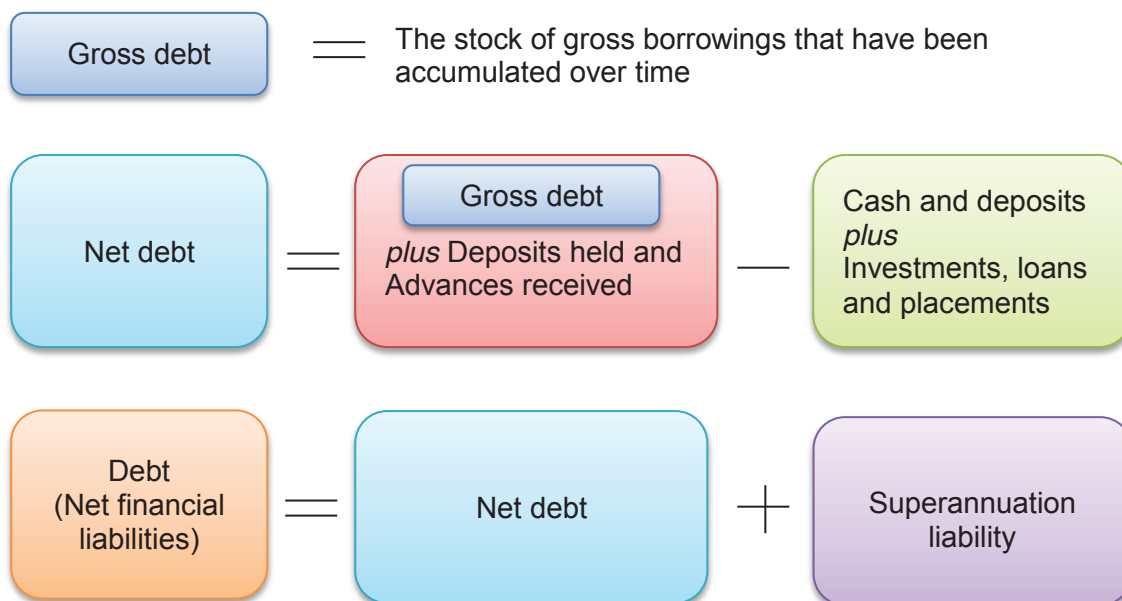 Gross debt
=
The stock of gross borrowings that have been
accumulated over time
Net debt
=
Gross debt
plus Deposits held and
Advances received
—
Cash and deposits
plus
Investments, loans
and placements
Debt
(Net financial
liabilities)
=
Net debt
+
Superannuation
liability